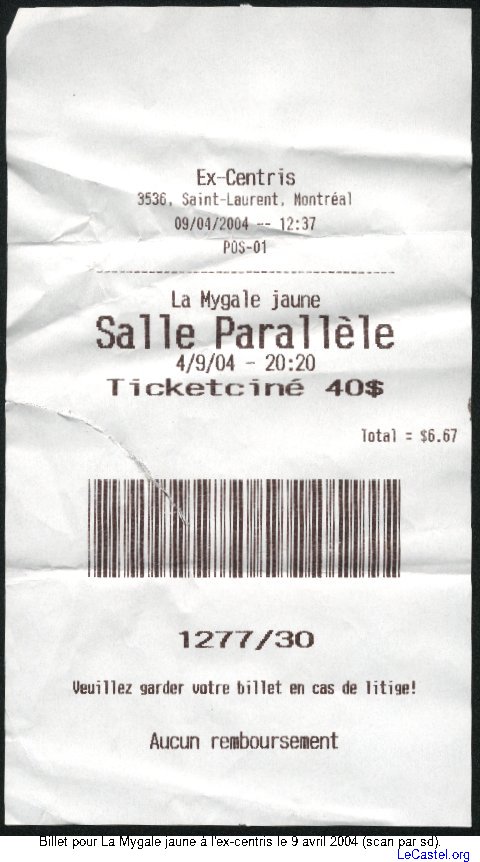 Ex-Centris
3536, Saint-Laurent, Montréal
09/04/2004 -- 12:37
POS-01
La Mygale jaune
Salle Parallèle
4/9/04 - 20:20
Ticketciné 40$
Total = $6.67
1277/30
Veuillez garder votre billet en cas de litige!
Aucun remboursement
Billet pour La Mygale jaune à l'ex-centris le 9 avril 2004 (scan par sd).
LeCastel.org